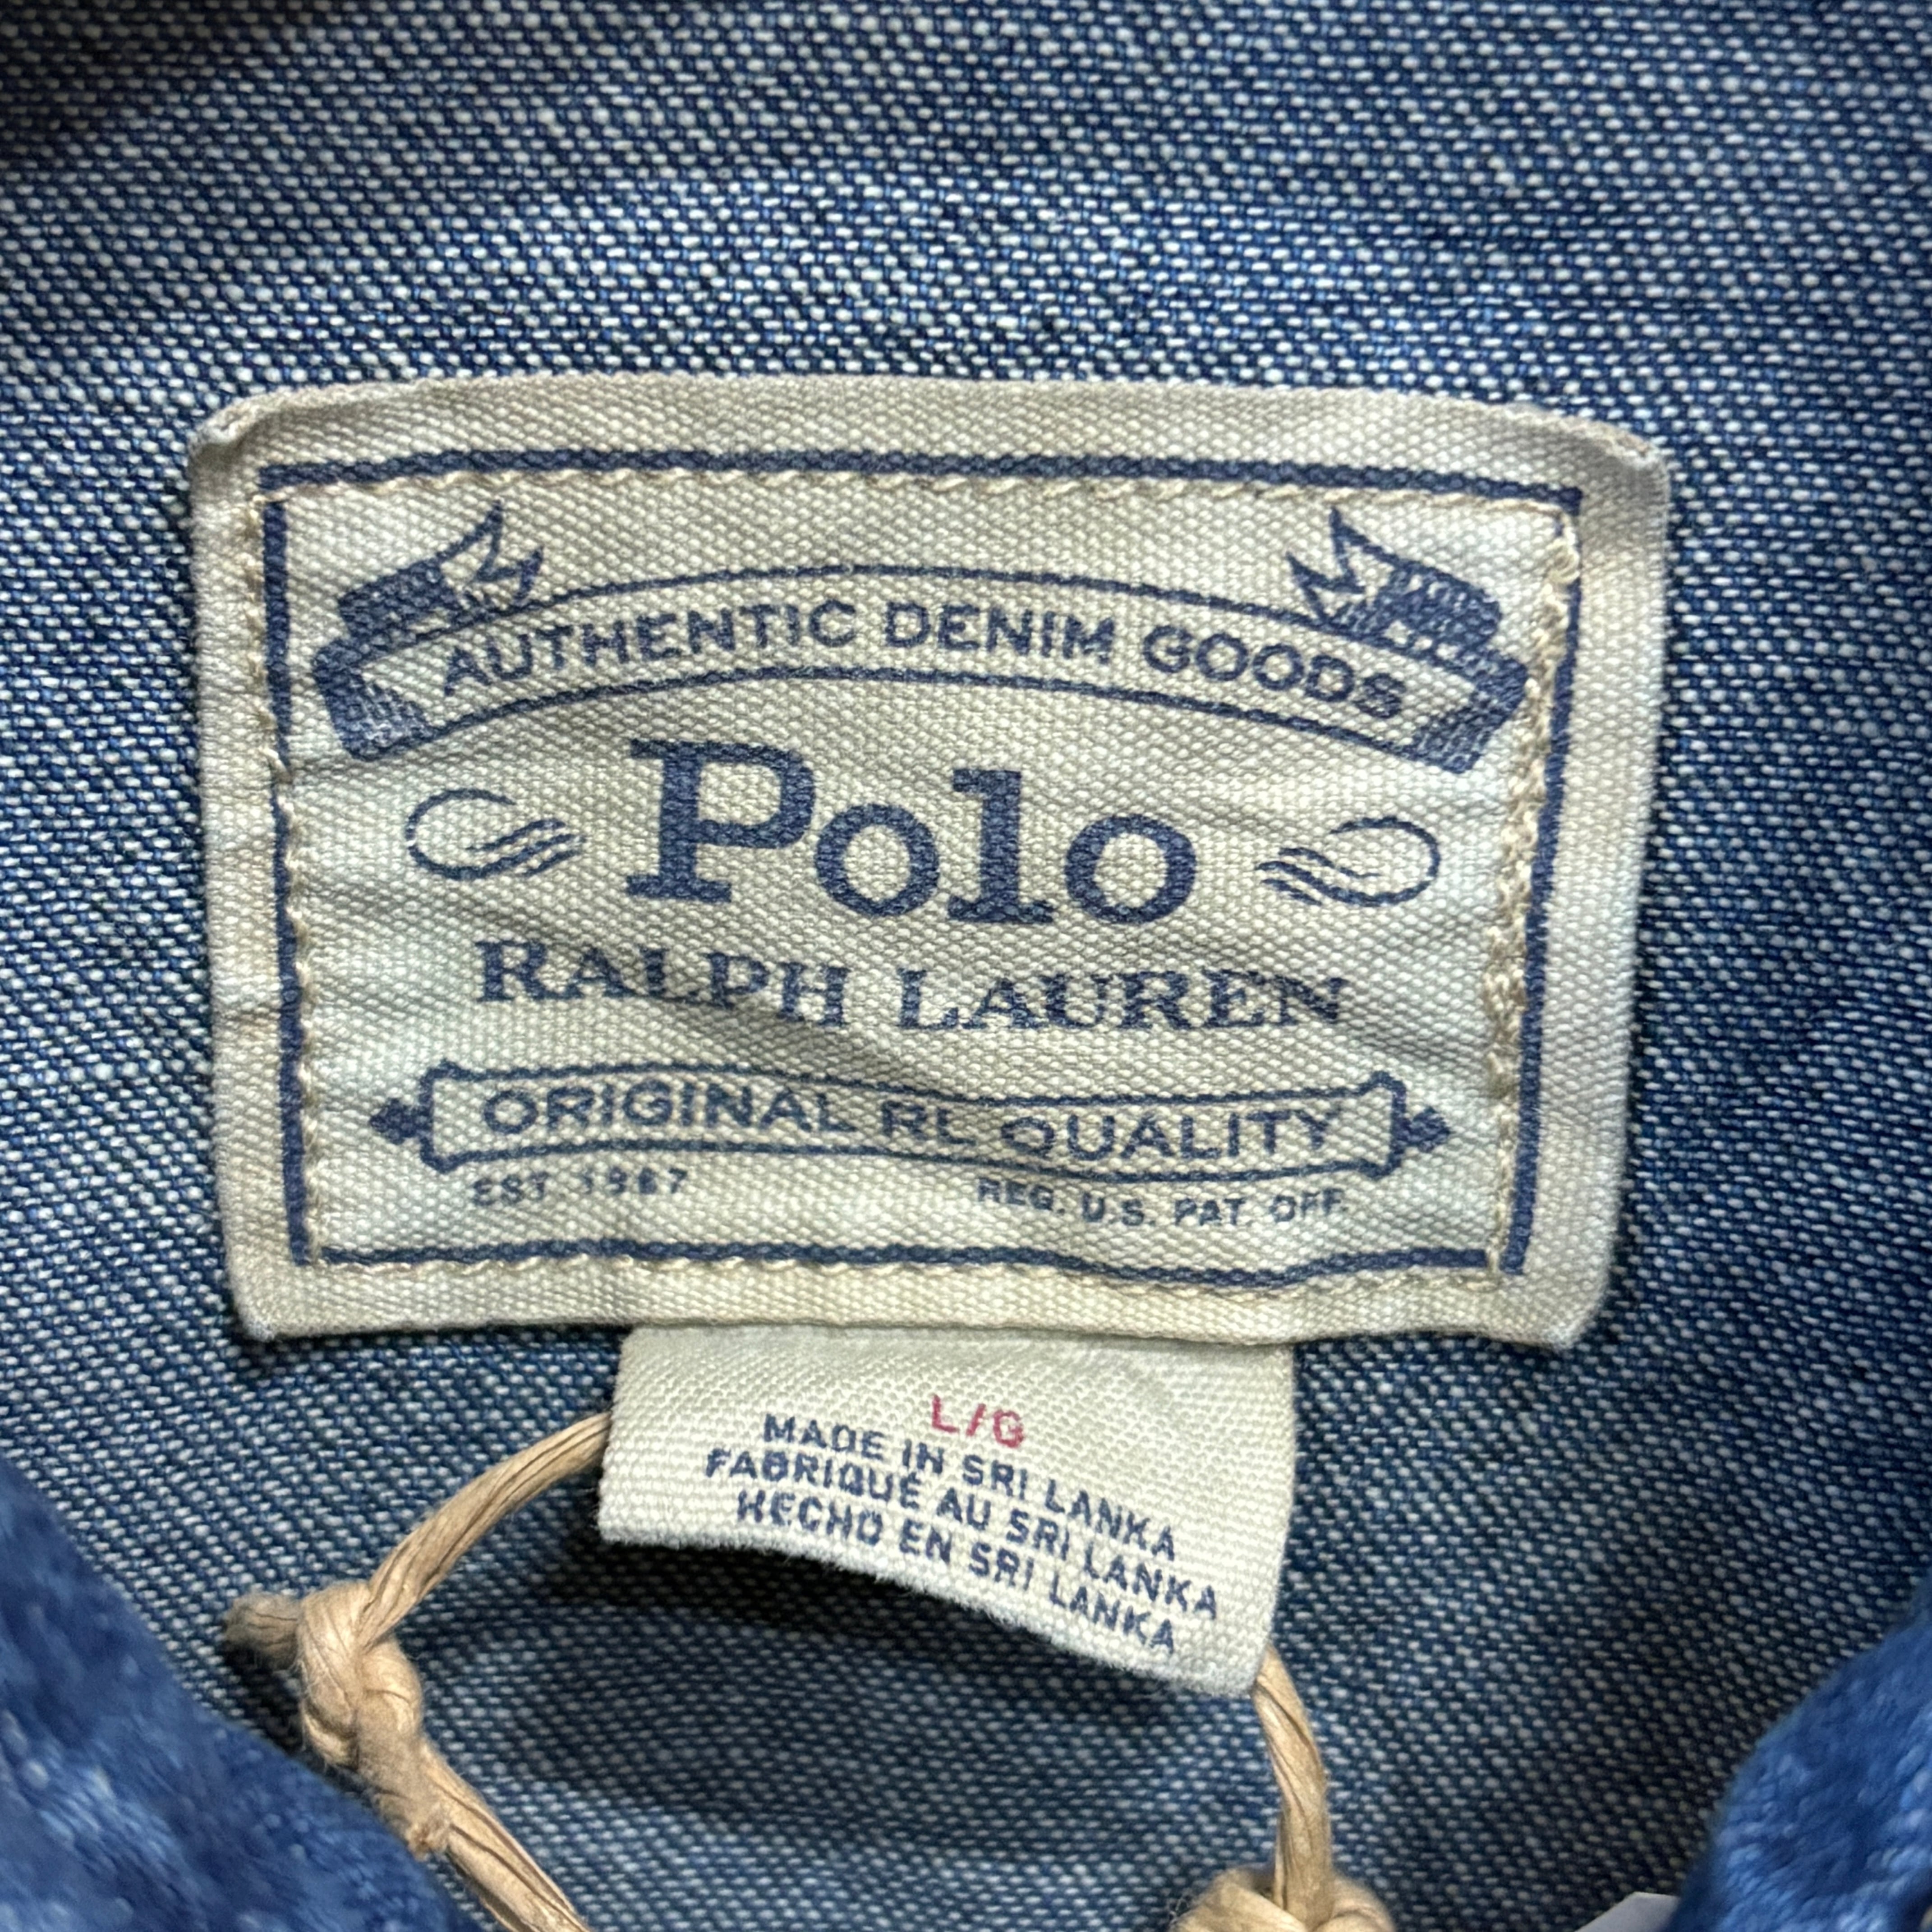 AUTHENTIC DENIM GOODS
Polo
RALPH LAUREN
ORIGINAL RL QUALITY
EST. 1967 REG. U.S. PAT. OFF.
L/G
MADE IN SRI LANKA
FABRIQUÉ AU SRI LANKA
HECHO EN SRI LANKA